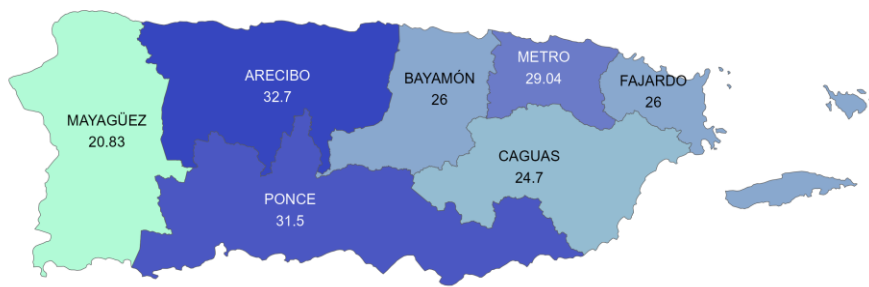 MAYAGÜEZ
20.83
ARECIBO
32.7
BAYAMÓN
26
METRO
29.04
FAJARDO
26
CAGUAS
24.7
PONCE
31.5